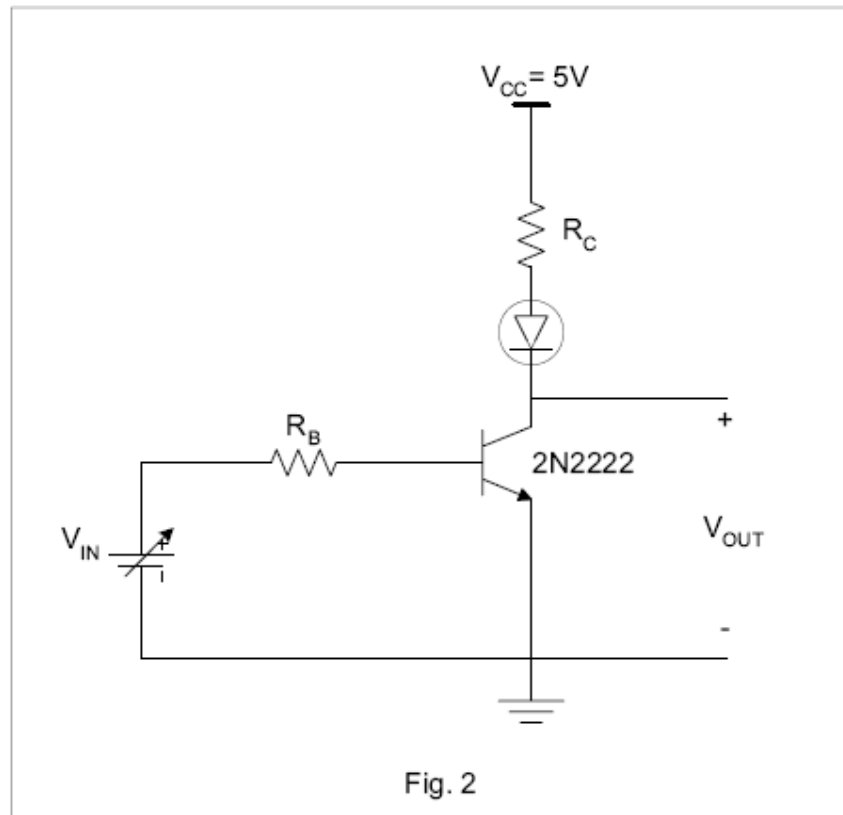 V_CC = 5V
R_C
+
R_B
2N2222
V_IN
+
V_OUT
-
Fig. 2